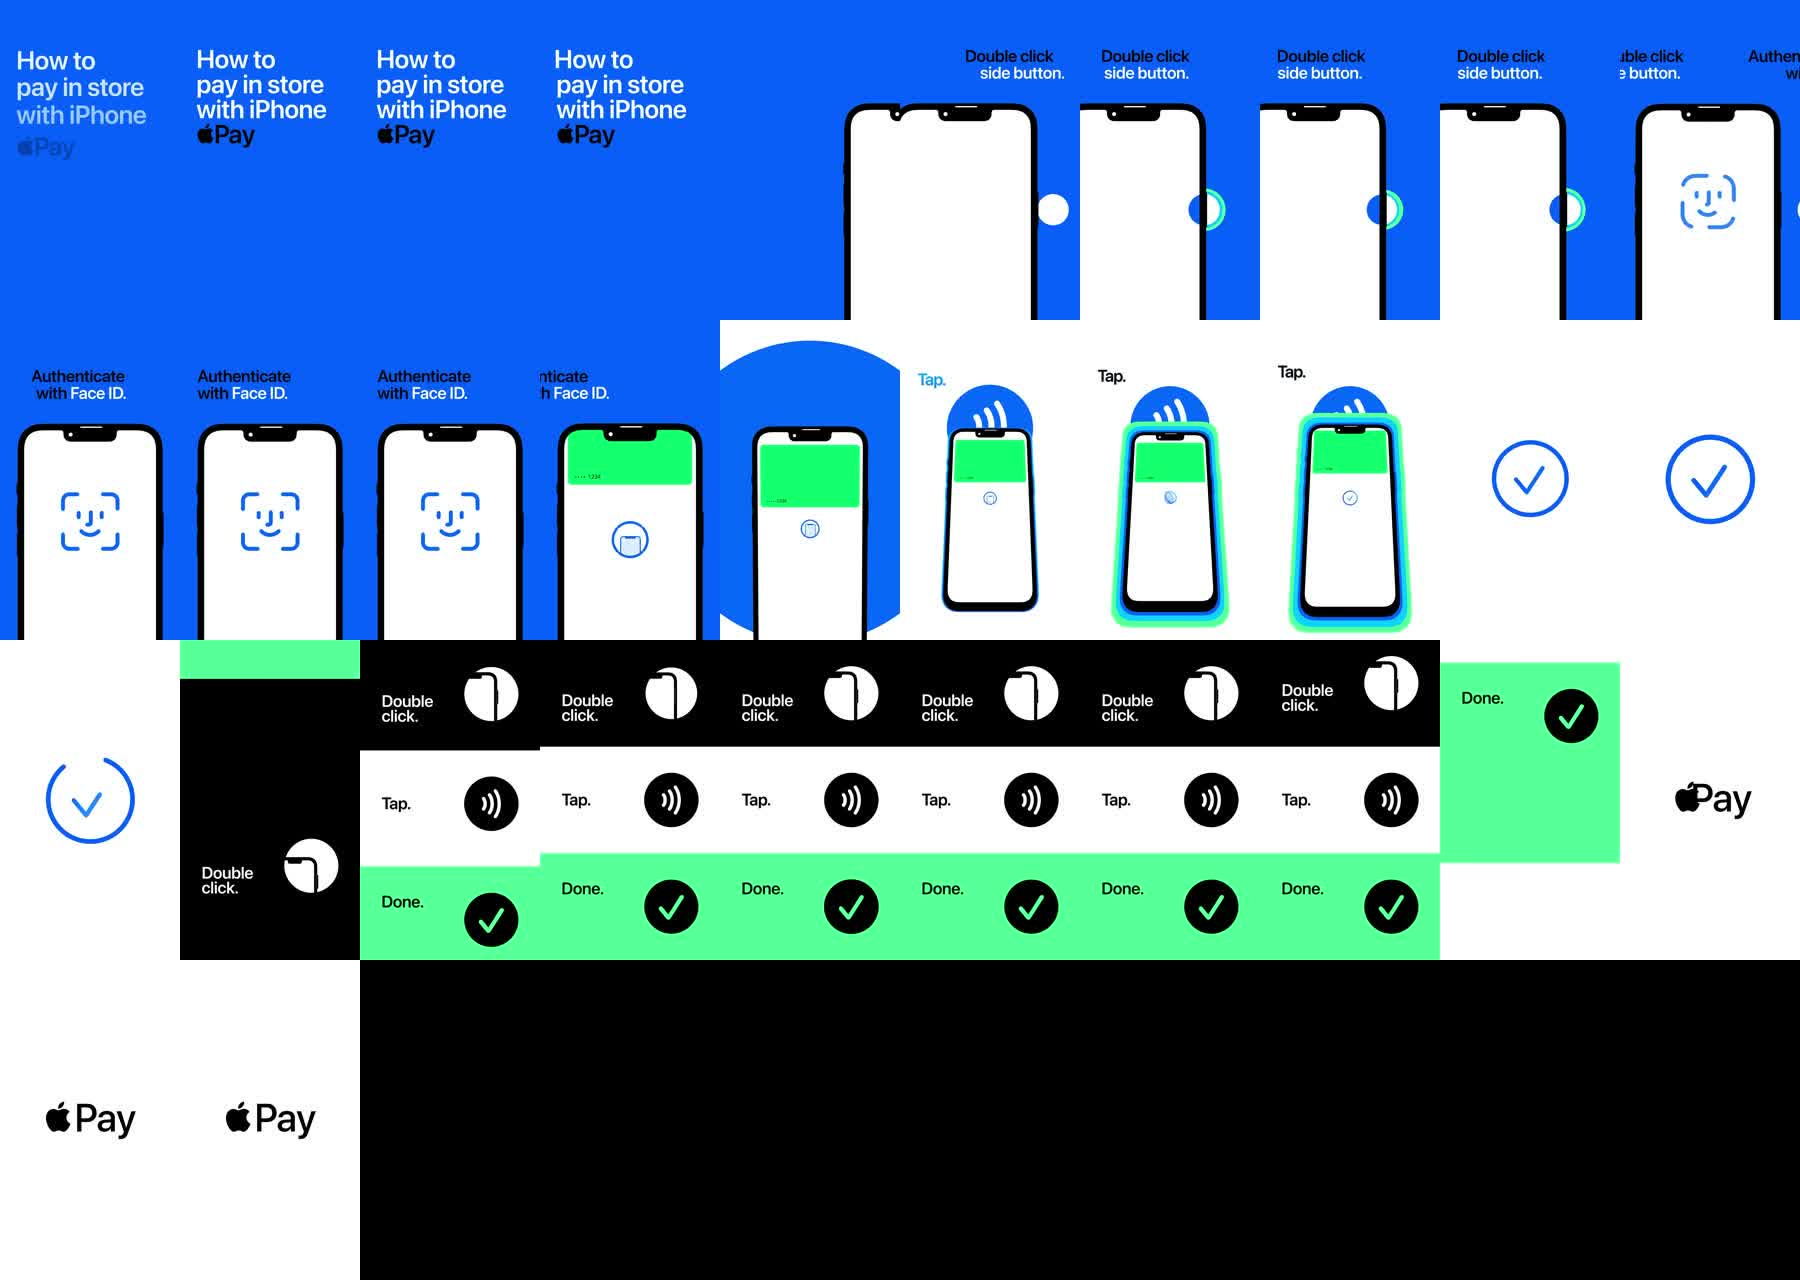 How to
pay in store
with iPhone
Pay
How to
pay in store
with iPhone
Pay
How to
pay in store
with iPhone
Pay
How to
pay in store
with iPhone
Pay
Double click
side button.
Double click
side button.
Double click
side button.
Double click
side button.
button.
Authenticate
with Face ID.
Authenticate
with Face ID.
Authenticate
with Face ID.
Face ID.
•••• 1234
•••• 1234
Tap.
Tap.
Tap.
Double
click.
Double
click.
Tap.
Done.
Double
click.
Tap.
Done.
Double
click.
Tap.
Done.
Double
click.
Tap.
Done.
Double
click.
Tap.
Done.
Double
click.
Tap.
Done.
Done.
Pay
Pay
Pay